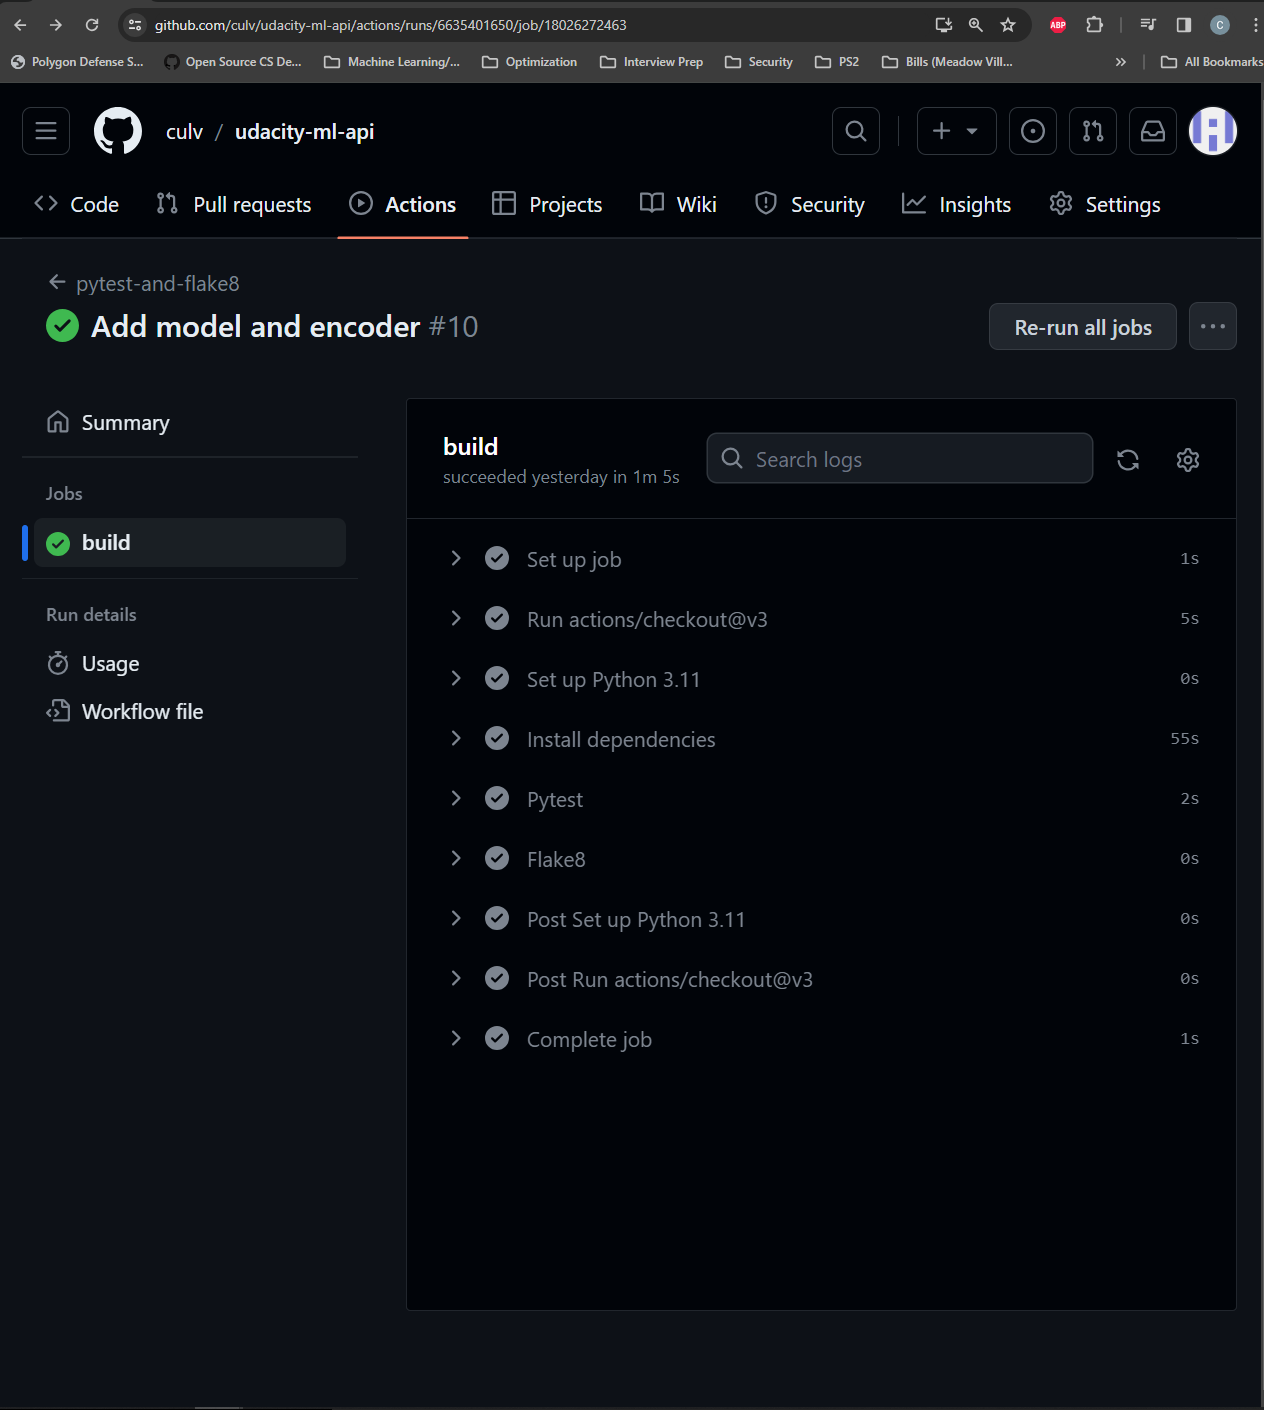 github.com/culv/udacity-ml-api/actions/runs/6635401650/job/18026272463
ABP
C
Polygon Defense S... Open Source CS De... Machine Learning/... Optimization Interview Prep Security PS2 Bills (Meadow Vill... » All Bookmarks
culv / udacity-ml-api
Code Pull requests Actions Projects Wiki Security Insights Settings
pytest-and-flake8
Add model and encoder #10
Re-run all jobs
Summary
Jobs
build
Run details
Usage
Workflow file
build
succeeded yesterday in 1m 5s
Search logs
Set up job 1s
Run actions/checkout@v3 5s
Set up Python 3.11 0s
Install dependencies 55s
Pytest 2s
Flake8 0s
Post Set up Python 3.11 0s
Post Run actions/checkout@v3 0s
Complete job 1s